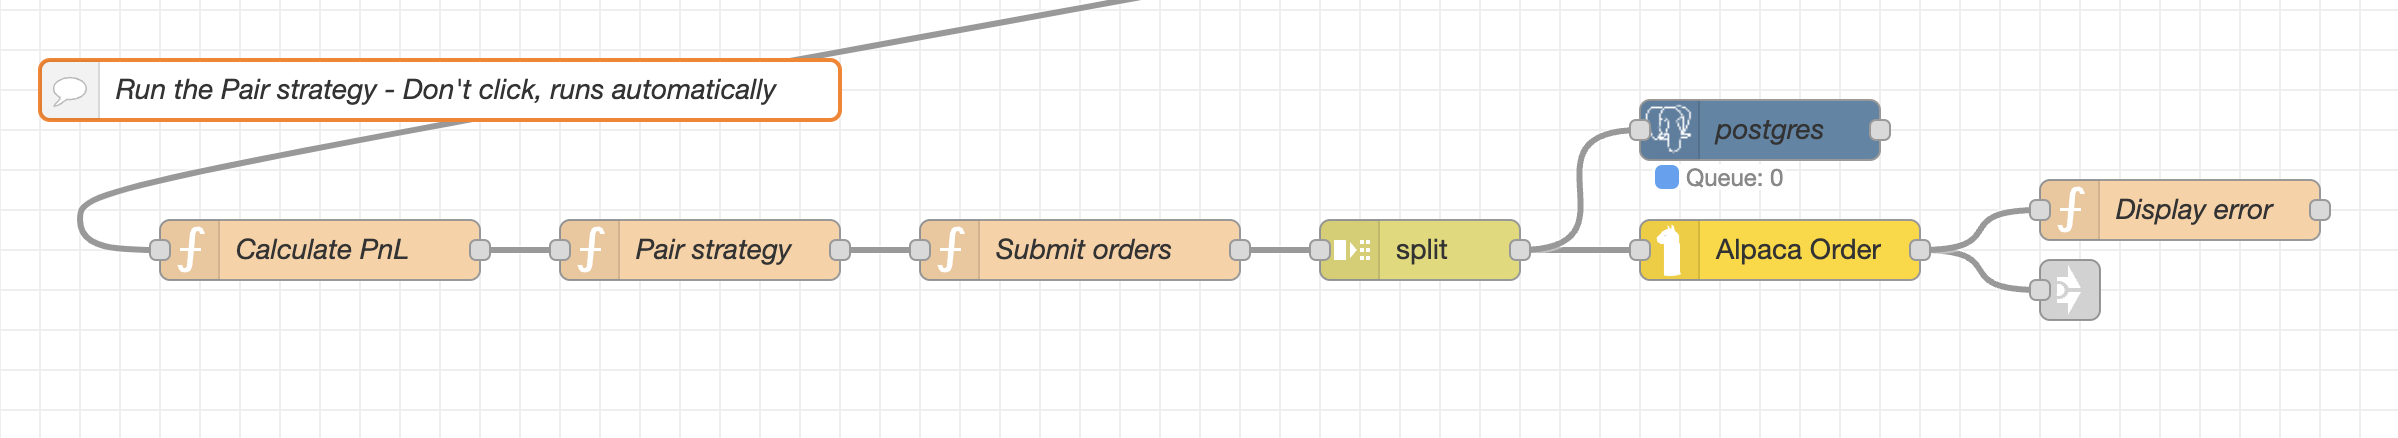 Run the Pair strategy - Don't click, runs automatically
postgres
Queue: 0
Calculate PnL
Pair strategy
Submit orders
split
Alpaca Order
Display error